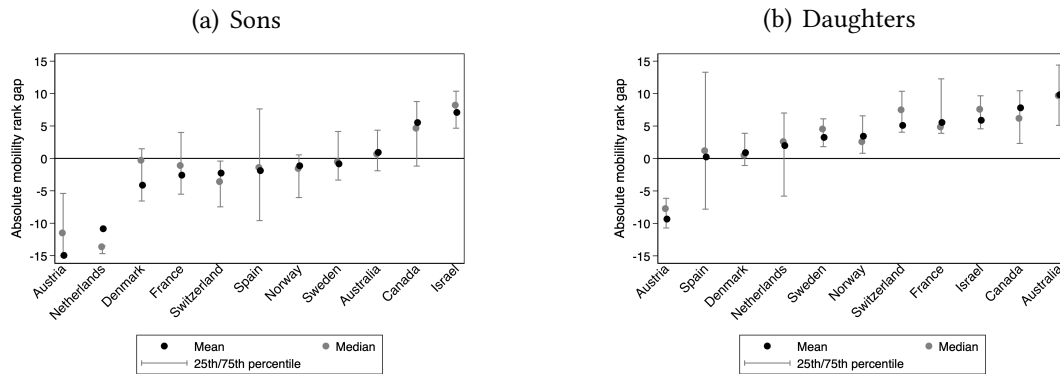 (a) Sons
Absolute mobility rank gap
15
10
5
0
-5
-10
-15
Austria
Netherlands
Denmark
France
Switzerland
Spain
Norway
Sweden
Australia
Canada
Israel
Mean
Median
25th/75th percentile
(b) Daughters
Absolute mobility rank gap
15
10
5
0
-5
-10
-15
Austria
Spain
Denmark
Netherlands
Sweden
Norway
Switzerland
France
Israel
Canada
Australia
Mean
Median
25th/75th percentile